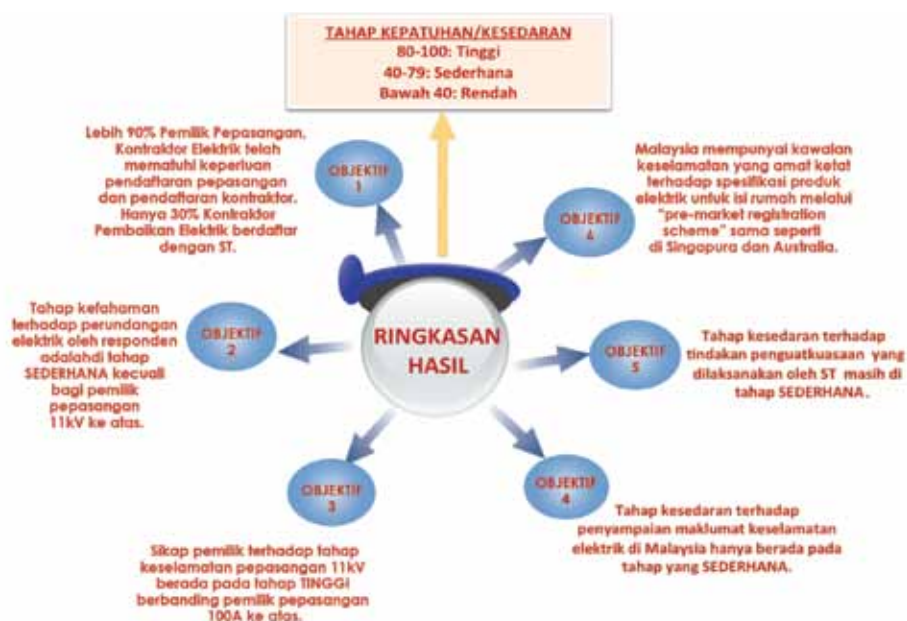 TAHAP KEPATUHAN/KESEDARAN
80-100: Tinggi
40-79: Sederhana
Bawah 40: Rendah
Lebih 90% Pemilik Pepasangan,
Kontraktor Elektrik telah
mematuhi keperluan
pendaftaran pepasangan
dan pendaftaran kontraktor.
Hanya 30% Kontraktor
Pembaikan Elektrik berdaftar
dengan ST.
OBJEKTIF
1
OBJEKTIF
6
Malaysia mempunyai kawalan
keselamatan yang amat ketat
terhadap spesifikasi produk
elektrik untuk isi rumah melalui
"pre-market registration
scheme" sama seperti
di Singapura dan Australia.
Tahap kefahaman
terhadap perundangan
elektrik oleh responden
adalahdi tahap
SEDERHANA kecuali
bagi pemilik
pepasangan
11kV ke atas.
OBJEKTIF
2
RINGKASAN
HASIL
OBJEKTIF
5
Tahap kesedaran terhadap
tindakan penguatkuasaan yang
dilaksanakan oleh ST masih di
tahap SEDERHANA.
OBJEKTIF
3
Sikap pemilik terhadap tahap
keselamatan pepasangan 11kV
berada pada tahap TINGGI
berbanding pemilik pepasangan
100A ke atas.
OBJEKTIF
4
Tahap kesedaran terhadap
penyampaian maklumat keselamatan
elektrik di Malaysia hanya berada pada
tahap yang SEDERHANA.